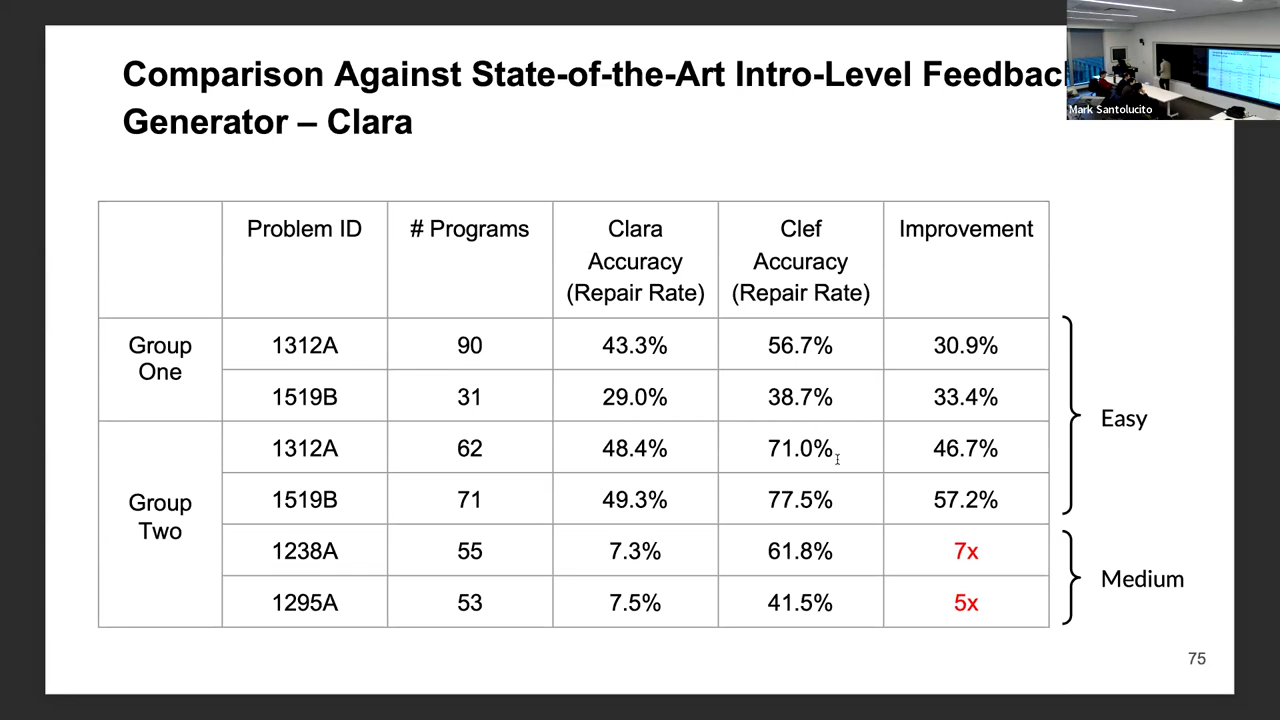 Comparison Against State-of-the-Art Intro-Level Feedbac
Generator – Clara
Mark Santolucito
Problem ID # Programs Clara Accuracy (Repair Rate) Clef Accuracy (Repair Rate) Improvement
Group One 1312A 90 43.3% 56.7% 30.9%
1519B 31 29.0% 38.7% 33.4%
Group Two 1312A 62 48.4% 71.0% 46.7%
1519B 71 49.3% 77.5% 57.2%
1238A 55 7.3% 61.8% 7x
1295A 53 7.5% 41.5% 5x
Easy
Medium
75